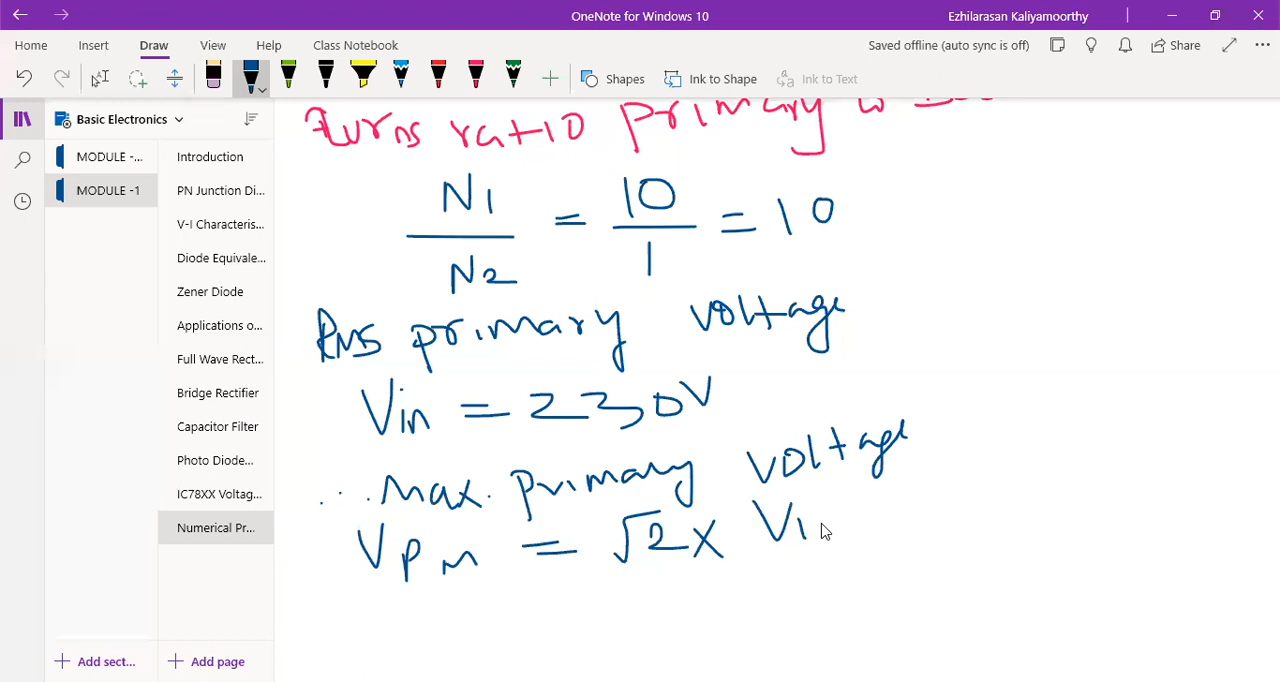 OneNote for Windows 10
Ezhilarasan Kaliyamoorthy
Home Insert Draw View Help Class Notebook
Saved offline (auto sync is off) Share
Shapes Ink to Shape Ink to Text
Basic Electronics
MODULE -...
MODULE -1
Introduction
PN Junction Di...
V-I Characteris...
Diode Equivale...
Zener Diode
Applications o...
Full Wave Rect...
Bridge Rectifier
Capacitor Filter
Photo Diode...
IC78XX Voltag...
Numerical Pr...
Add sect...
Add page
Turns ratio primary to
N1/N2 = 10/1 = 10
Rms primary voltage
Vin = 230V
... Max. primary voltage
VPM = √2 X VI